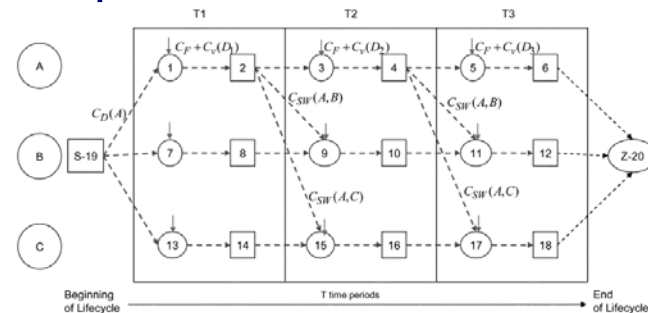 T1 T2 T3
A
C_F + C_v(D_1) C_F + C_v(D_2) C_F + C_v(D_3)
1 2 3 4 5 6
C_D(A)
C_SW(A,B) C_SW(A,B)
B
S-19 7 8 9 10 11 12 Z-20
C_SW(A,C) C_SW(A,C)
C
13 14 15 16 17 18
Beginning
of Lifecycle
T time periods
End
of Lifecycle